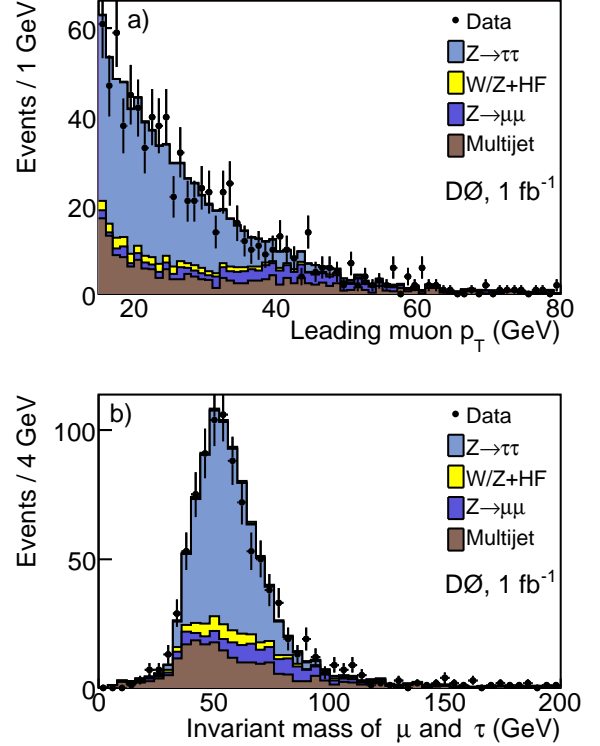 a)
Events / 1 GeV
60
40
20
0
Data
Z→ττ
W/Z+HF
Z→μμ
Multijet
DØ, 1 fb⁻¹
20 40 60 80
Leading muon p_T (GeV)
b)
Events / 4 GeV
100
50
0
Data
Z→ττ
W/Z+HF
Z→μμ
Multijet
DØ, 1 fb⁻¹
0 50 100 150 200
Invariant mass of μ and τ (GeV)